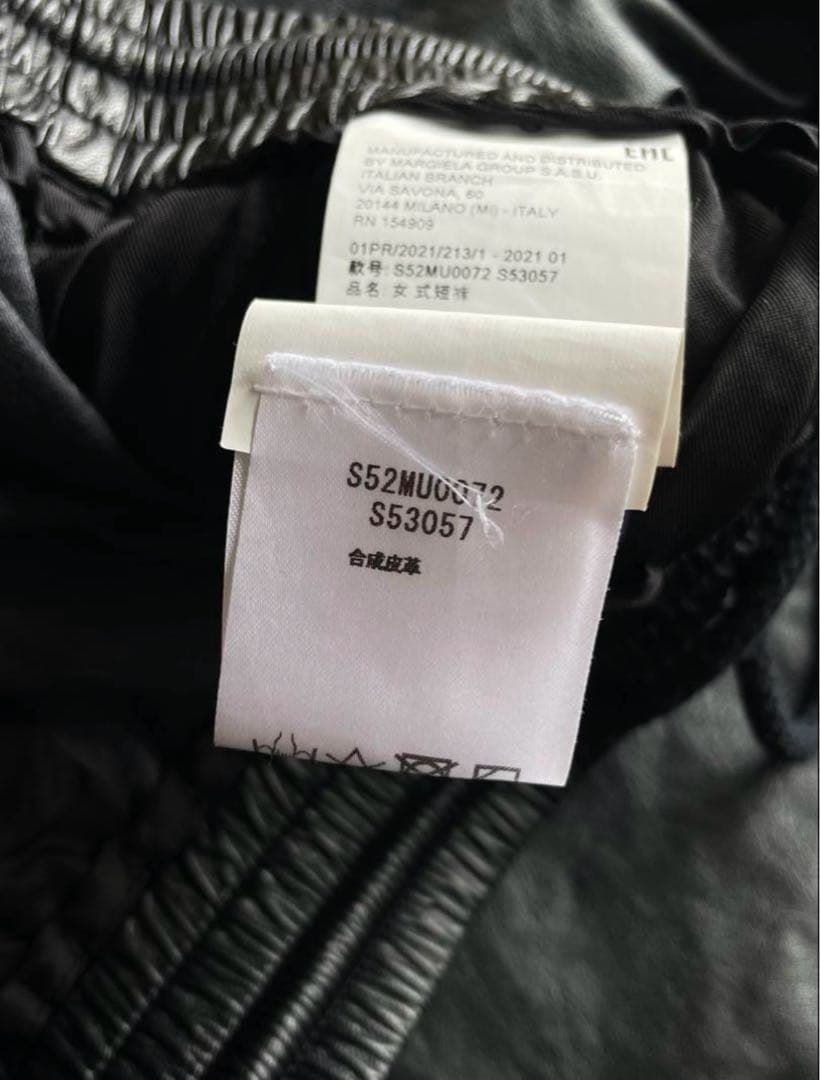 EHE
MANUFACTURED AND DISTRIBUTED
BY MARGIELA GROUP S.A.S.U.
ITALIAN BRANCH
VIA SAVONA, 60
20144 MILANO (MI) - ITALY
RN 154909
01PR/2021/213/1 - 2021 01
款号: S52MU0072 S53057
品名: 女 式短裤
S52MU0072
S53057
合成皮革